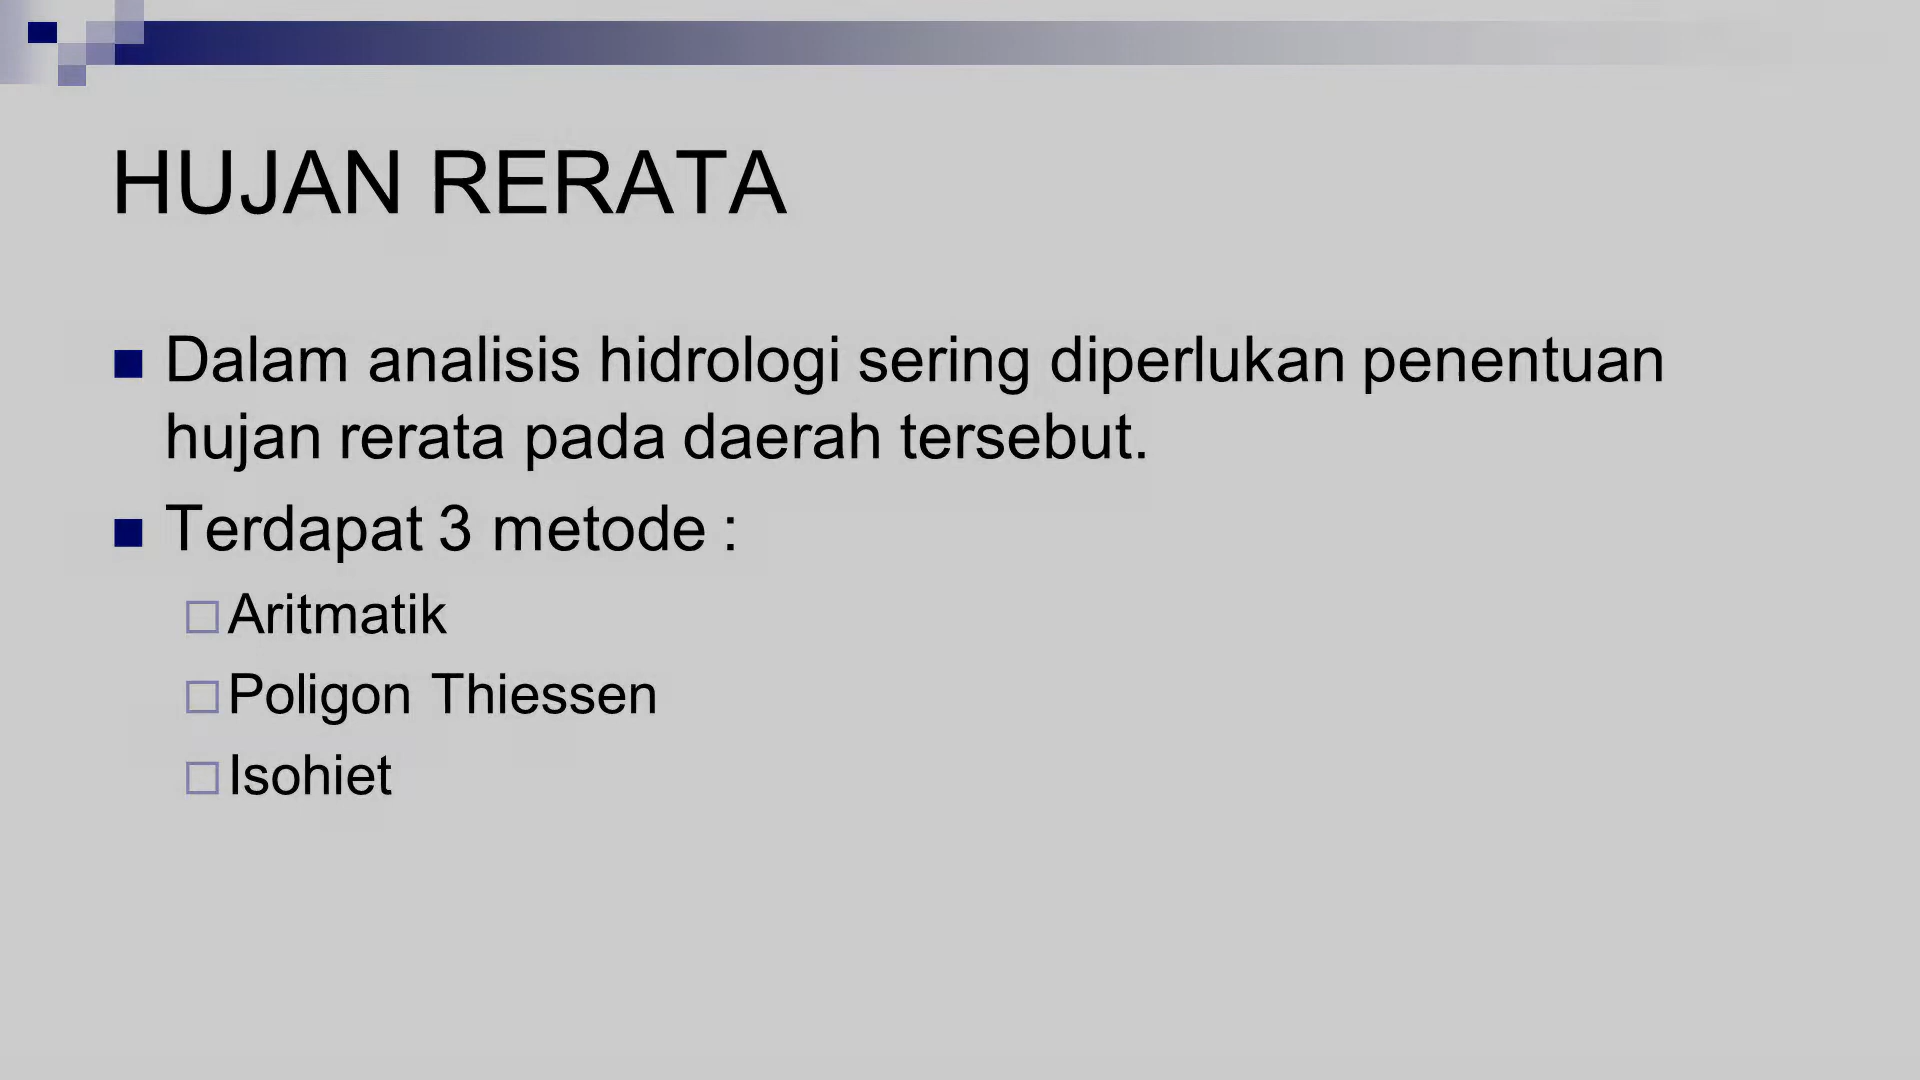 HUJAN RERATA
Dalam analisis hidrologi sering diperlukan penentuan
hujan rerata pada daerah tersebut.
Terdapat 3 metode :
Aritmatik
Poligon Thiessen
Isohiet